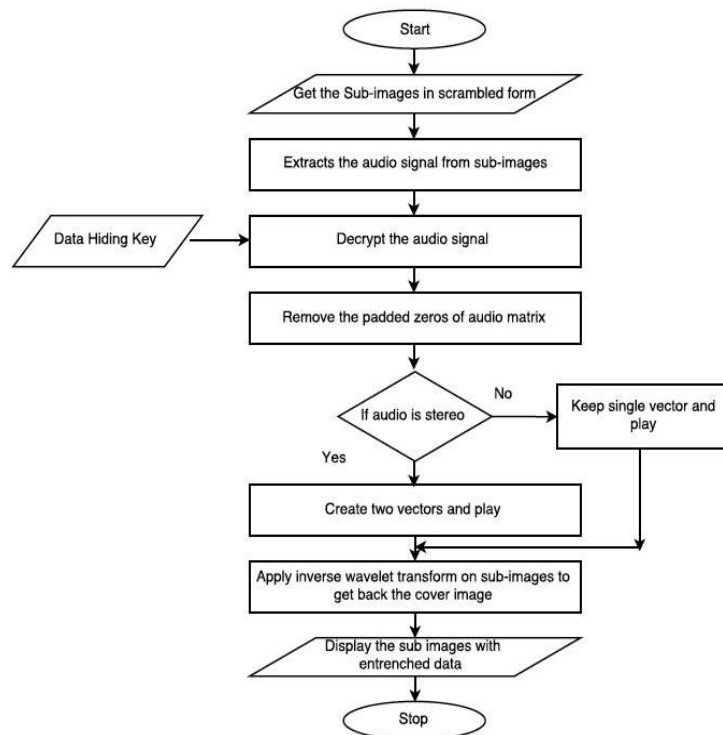 Start
Get the Sub-images in scrambled form
Extracts the audio signal from sub-images
Data Hiding Key
Decrypt the audio signal
Remove the padded zeros of audio matrix
If audio is stereo
No
Keep single vector and
play
Yes
Create two vectors and play
Apply inverse wavelet transform on sub-images to
get back the cover image
Display the sub images with
entrenched data
Stop